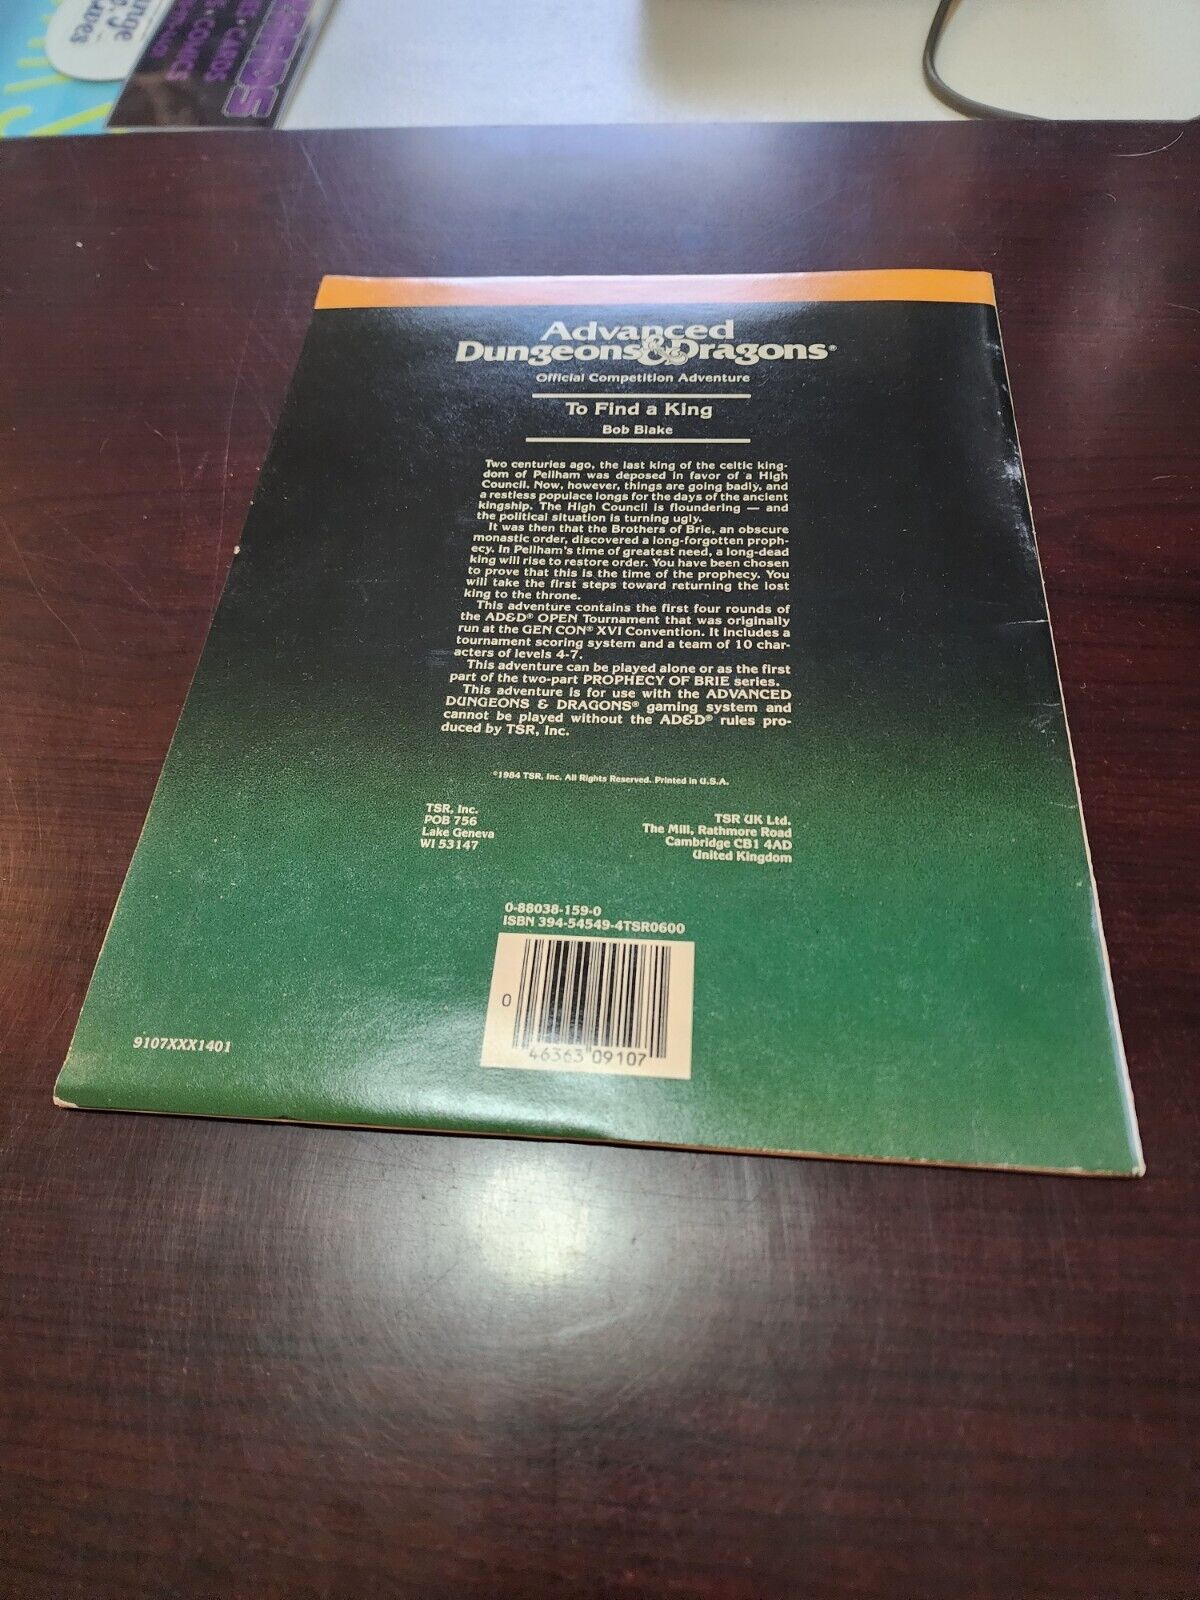 CARDS
COMICS
Advanced
Dungeons & Dragons®
Official Competition Adventure
To Find a King
Bob Blake
Two centuries ago, the last king of the celtic king-
dom of Pellham was deposed in favor of a High
Council. Now, however, things are going badly, and
a restless populace longs for the days of the ancient
kingship. The High Council is floundering — and
the political situation is turning ugly.
It was then that the Brothers of Brie, an obscure
monastic order, discovered a long-forgotten proph-
ecy. In Pellham's time of greatest need, a long-dead
king will rise to restore order. You have been chosen
to prove that this is the time of the prophecy. You
will take the first steps toward returning the lost
king to the throne.
This adventure contains the first four rounds of
the AD&D® OPEN Tournament that was originally
run at the GEN CON® XVI Convention. It includes a
tournament scoring system and a team of 10 char-
acters of levels 4-7.
This adventure can be played alone or as the first
part of the two-part PROPHECY OF BRIE series.
This adventure is for use with the ADVANCED
DUNGEONS & DRAGONS® gaming system and
cannot be played without the AD&D® rules pro-
duced by TSR, Inc.
©1984 TSR, Inc. All Rights Reserved. Printed in U.S.A.
TSR, Inc.
POB 756
Lake Geneva
WI 53147
TSR UK Ltd.
The Mill, Rathmore Road
Cambridge CB1 4AD
United Kingdom
0-88038-159-0
ISBN 394-54549-4TSR0600
0 46363 09107
9107XXX1401